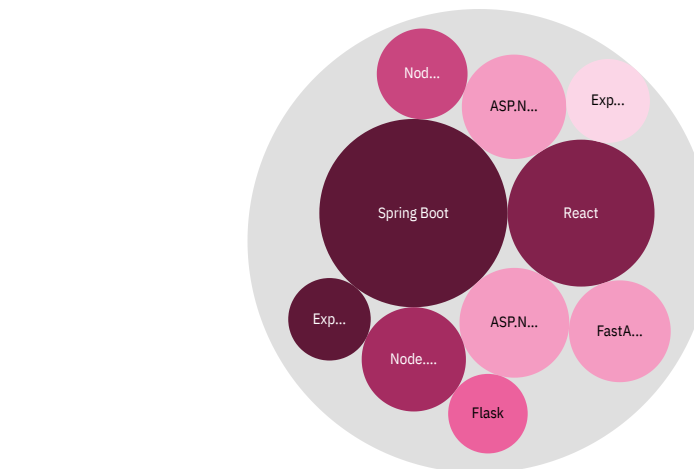 Nod...
ASP.N...
Exp...
Spring Boot
React
Exp...
ASP.N...
FastA...
Node....
Flask